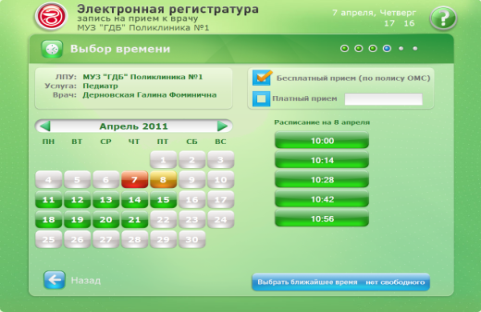 Электронная регистратура
запись на прием к врачу
МУЗ "ГДБ" Поликлиника №1
7 апреля, Четверг
17 16
?
Выбор времени
ЛПУ: МУЗ "ГДБ" Поликлиника №1
Услуга: Педиатр
Врач: Дерновская Галина Фоминична
Бесплатный прием (по полису ОМС)
Платный прием
Апрель 2011
ПН ВТ СР ЧТ ПТ СБ ВС
1 2 3
4 5 6 7 8 9 10
11 12 13 14 15 16 17
18 19 20 21 22 23 24
25 26 27 28 29 30
Расписание на 8 апреля
10:00
10:14
10:28
10:42
10:56
Назад
Выбрать ближайшее время - нет свободного